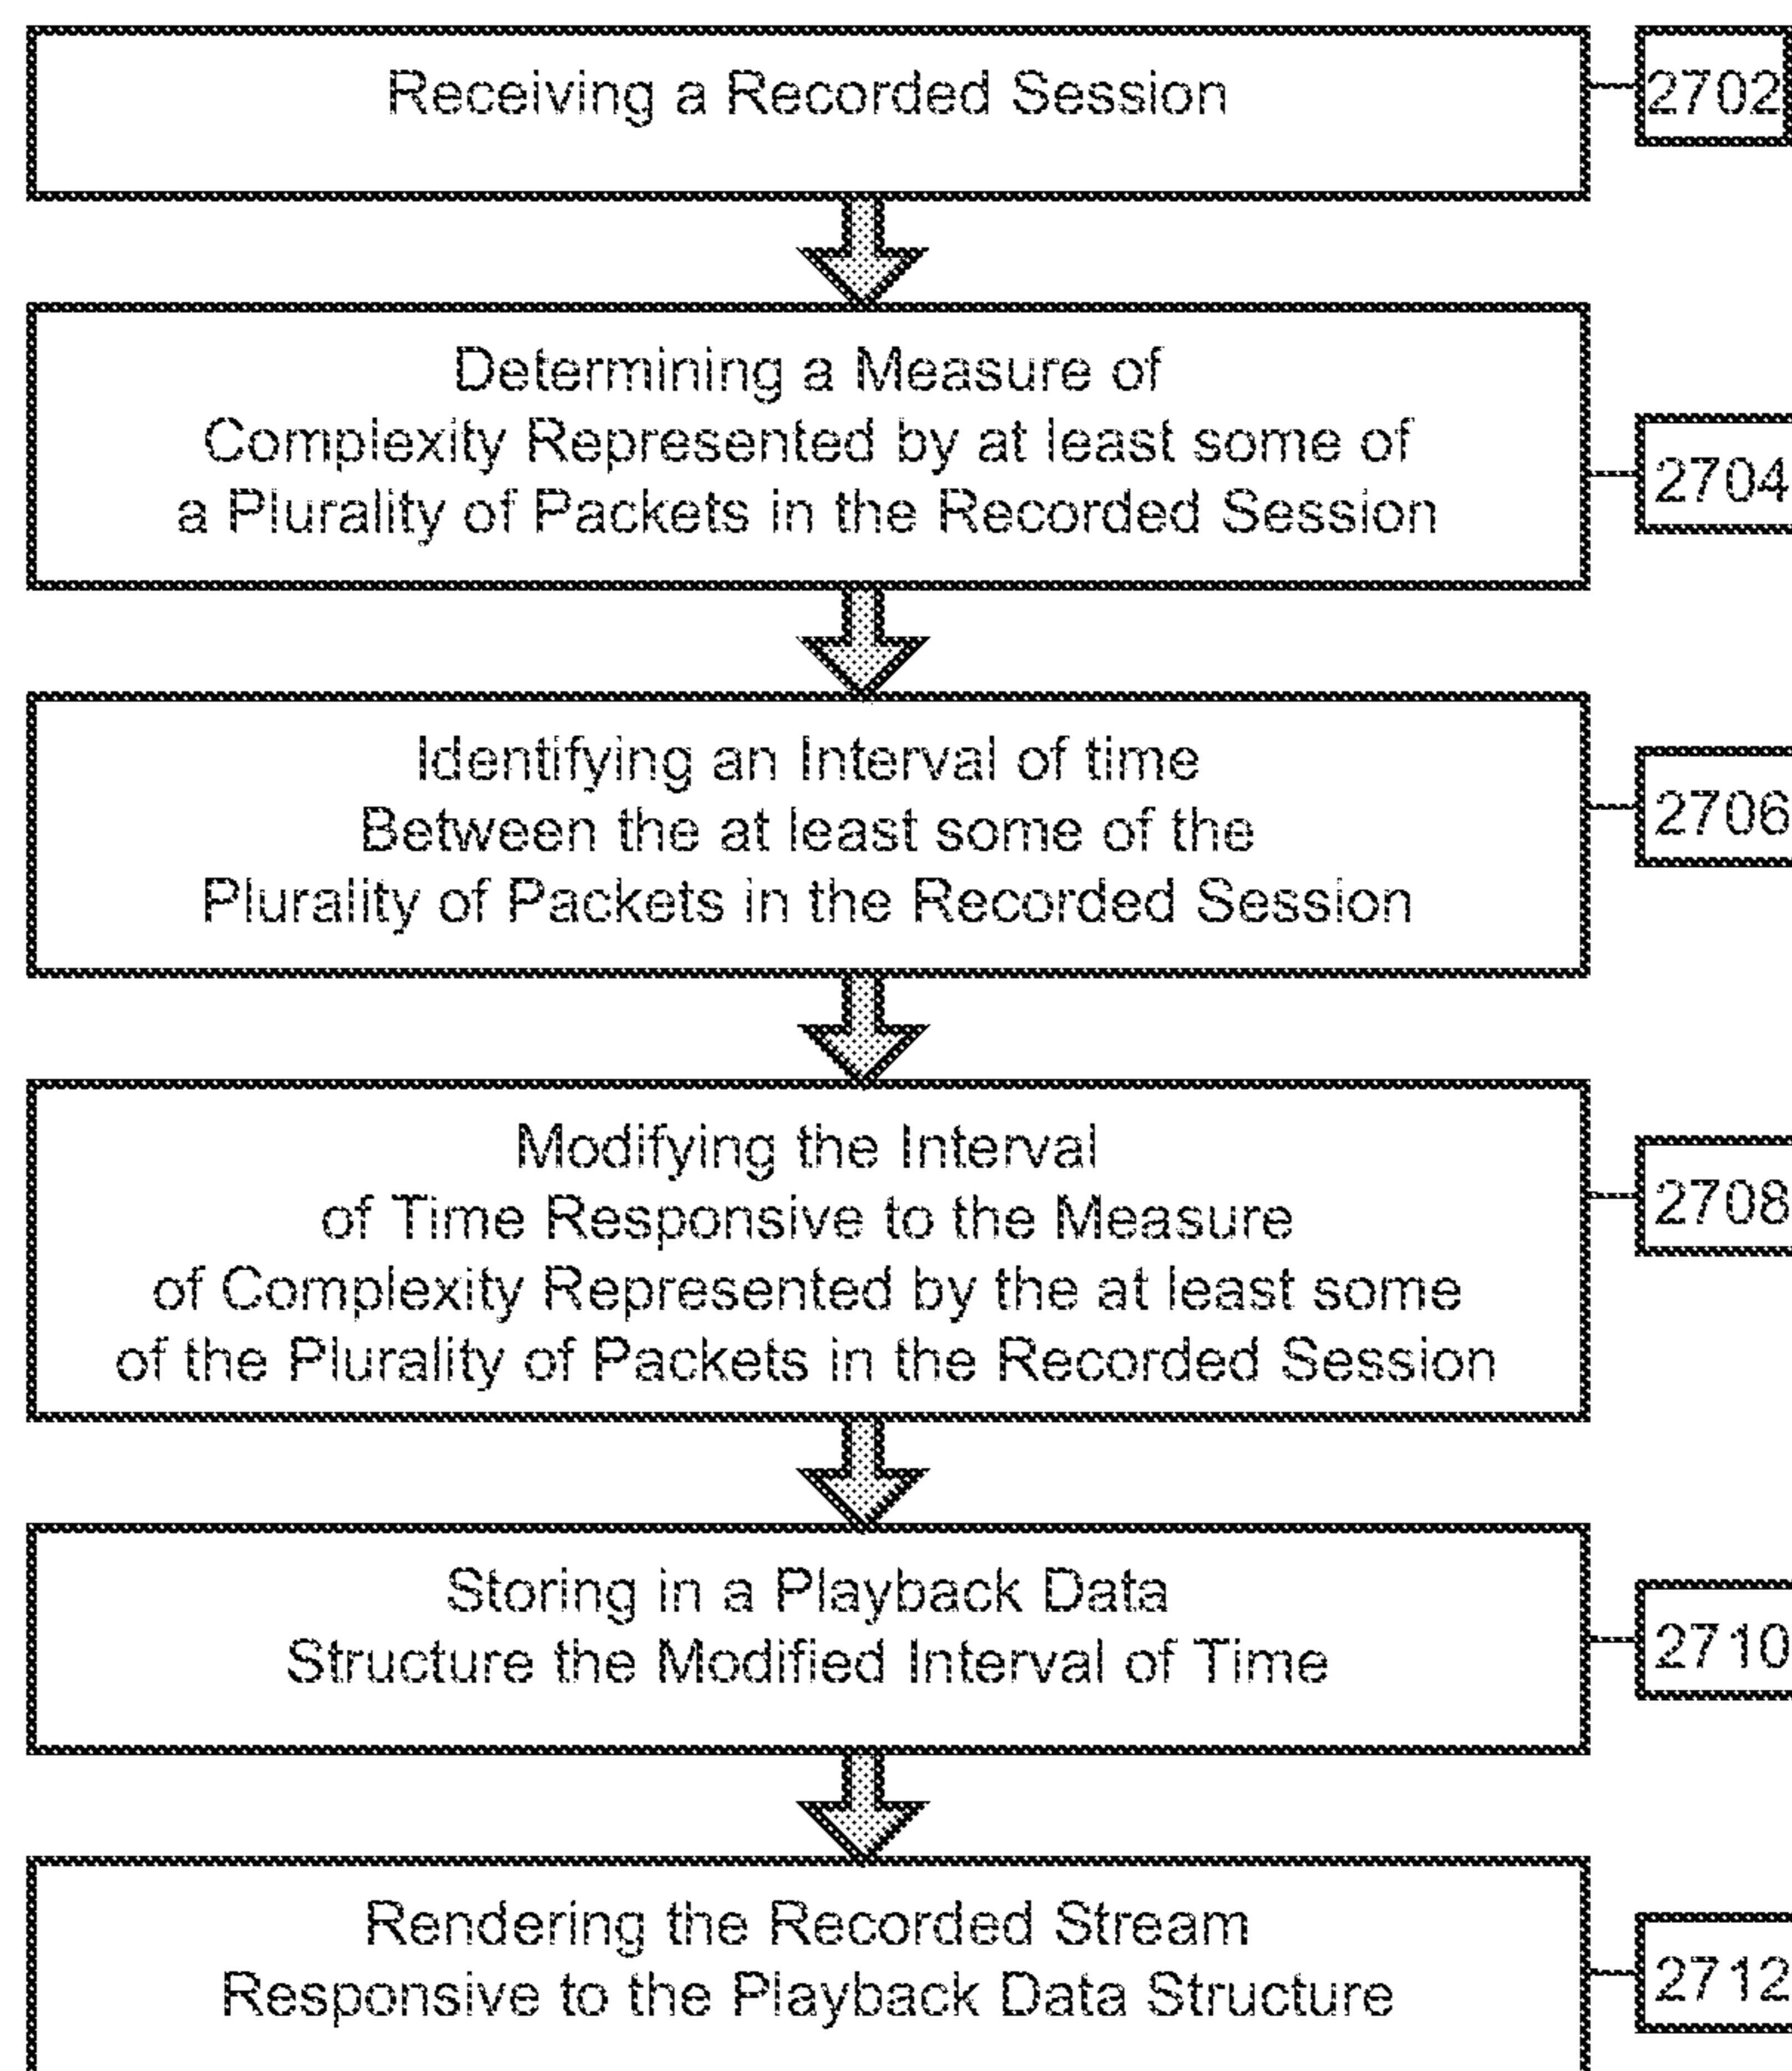 Receiving a Recorded Session
2702
Determining a Measure of
Complexity Represented by at least some of
a Plurality of Packets in the Recorded Session
2704
Identifying an Interval of time
Between the at least some of the
Plurality of Packets in the Recorded Session
2706
Modifying the Interval
of Time Responsive to the Measure
of Complexity Represented by the at least some
of the Plurality of Packets in the Recorded Session
2708
Storing in a Playback Data
Structure the Modified Interval of Time
2710
Rendering the Recorded Stream
Responsive to the Playback Data Structure
2712